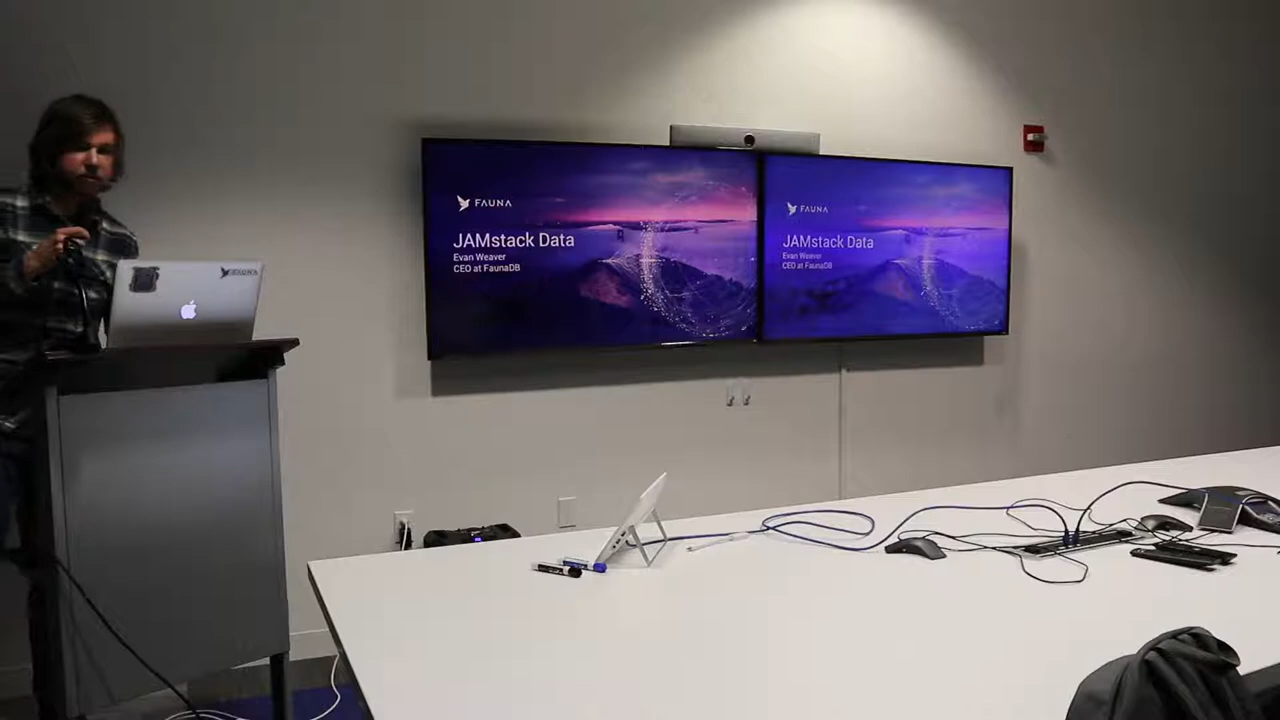 FAUNA
JAMstack Data
Evan Weaver
CEO at FaunaDB
FAUNA
JAMstack Data
Evan Weaver
CEO at FaunaDB